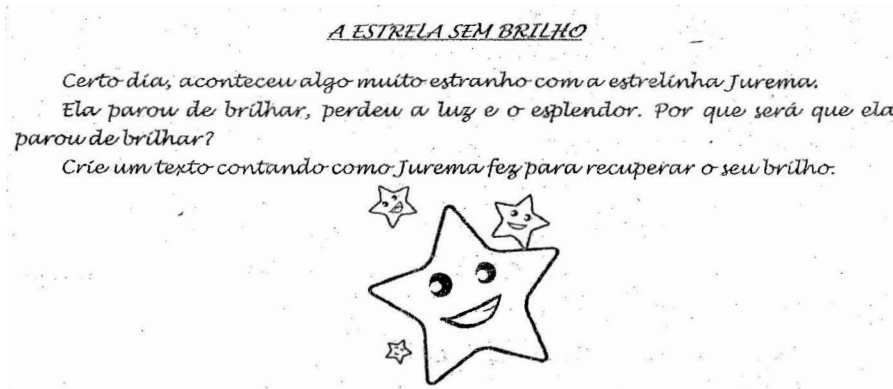 A ESTRELA SEM BRILHO
Certo dia, aconteceu algo muito estranho com a estrelinha Jurema.
Ela parou de brilhar, perdeu a luz e o esplendor. Por que será que ela
parou de brilhar?
Crie um texto contando como Jurema fez para recuperar o seu brilho.